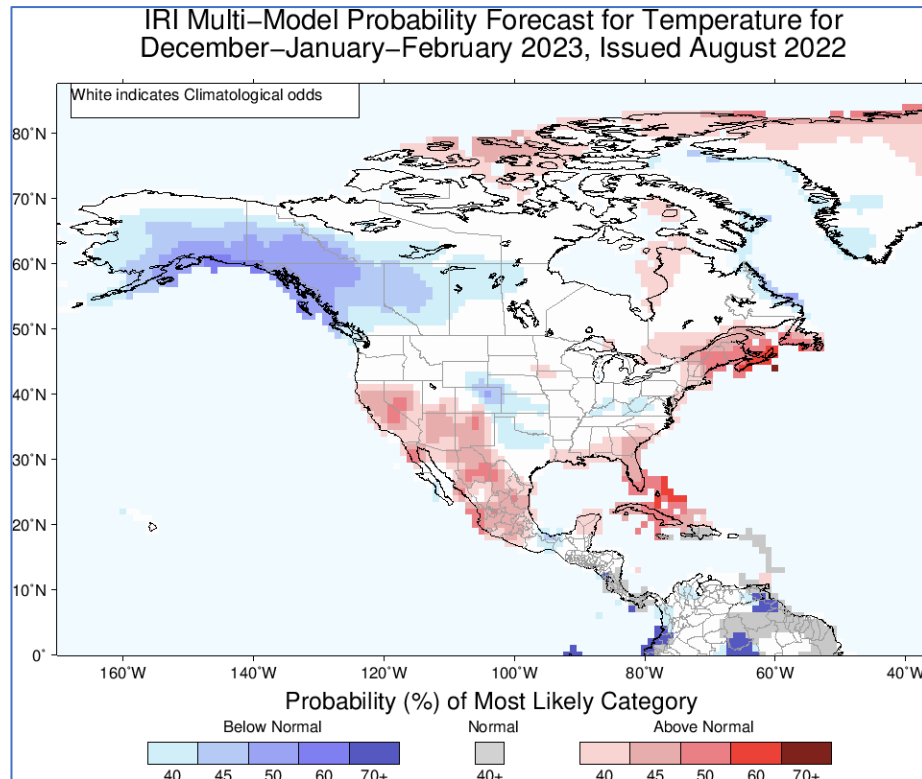 IRI Multi−Model Probability Forecast for Temperature for
December−January−February 2023, Issued August 2022
White indicates Climatological odds
80°N
70°N
60°N
50°N
40°N
30°N
20°N
10°N
0°
160°W 140°W 120°W 100°W 80°W 60°W 40°W
Probability (%) of Most Likely Category
Below Normal Normal Above Normal
40 45 50 60 70+ 40+ 40 45 50 60 70+